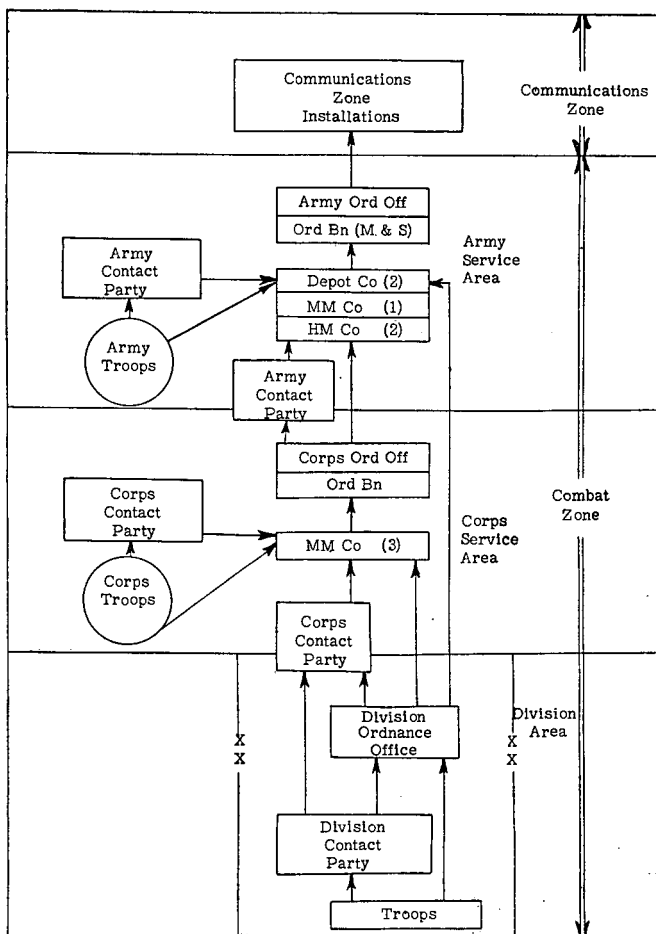 Communications
Zone
Installations
Communications
Zone
Army Ord Off
Ord Bn (M. & S)
Army
Service
Area
Army
Contact
Party
Depot Co (2)
MM Co (1)
HM Co (2)
Army
Troops
Army
Contact
Party
Corps Ord Off
Ord Bn
Corps
Contact
Party
Combat
Zone
Corps
Service
Area
MM Co (3)
Corps
Troops
Corps
Contact
Party
Division
Ordnance
Office
Division
Area
X
X
X
X
Division
Contact
Party
Troops